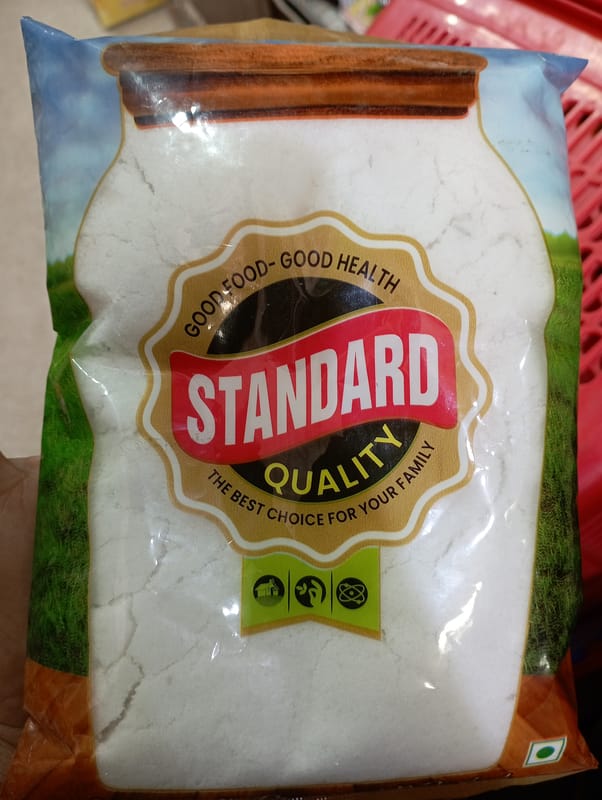 GOOD FOOD- GOOD HEALTH
STANDARD
QUALITY
THE BEST CHOICE FOR YOUR FAMILY